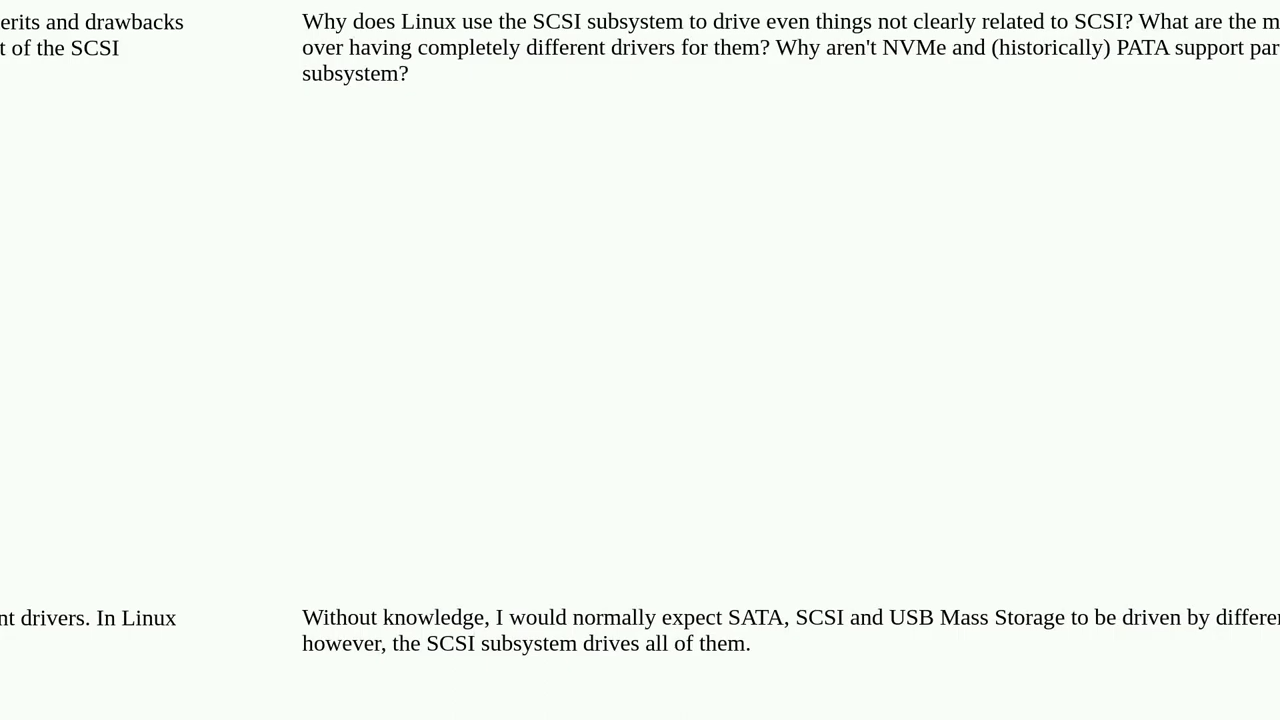 erits and drawbacks
t of the SCSI
Why does Linux use the SCSI subsystem to drive even things not clearly related to SCSI? What are the m
over having completely different drivers for them? Why aren't NVMe and (historically) PATA support par
subsystem?
nt drivers. In Linux
Without knowledge, I would normally expect SATA, SCSI and USB Mass Storage to be driven by differe
however, the SCSI subsystem drives all of them.